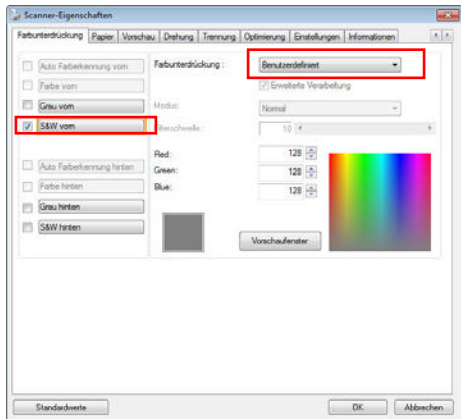 Scanner-Eigenschaften
Farbunterdrückung Papier Vorschau Drehung Trennung Optimierung Einstellungen Informationen
Auto Farberkennung vorn
Farbunterdrückung :
Benutzerdefiniert
Farbe vorn
Erweiterte Verarbeitung
Grau vorn
Modus:
Normal
S&W vorn
Filterschwelle :
10
Auto Farberkennung hinten
Red:
128
Farbe hinten
Green:
128
Grau hinten
Blue:
128
S&W hinten
Vorschaufenster
Standardwerte
OK
Abbrechen